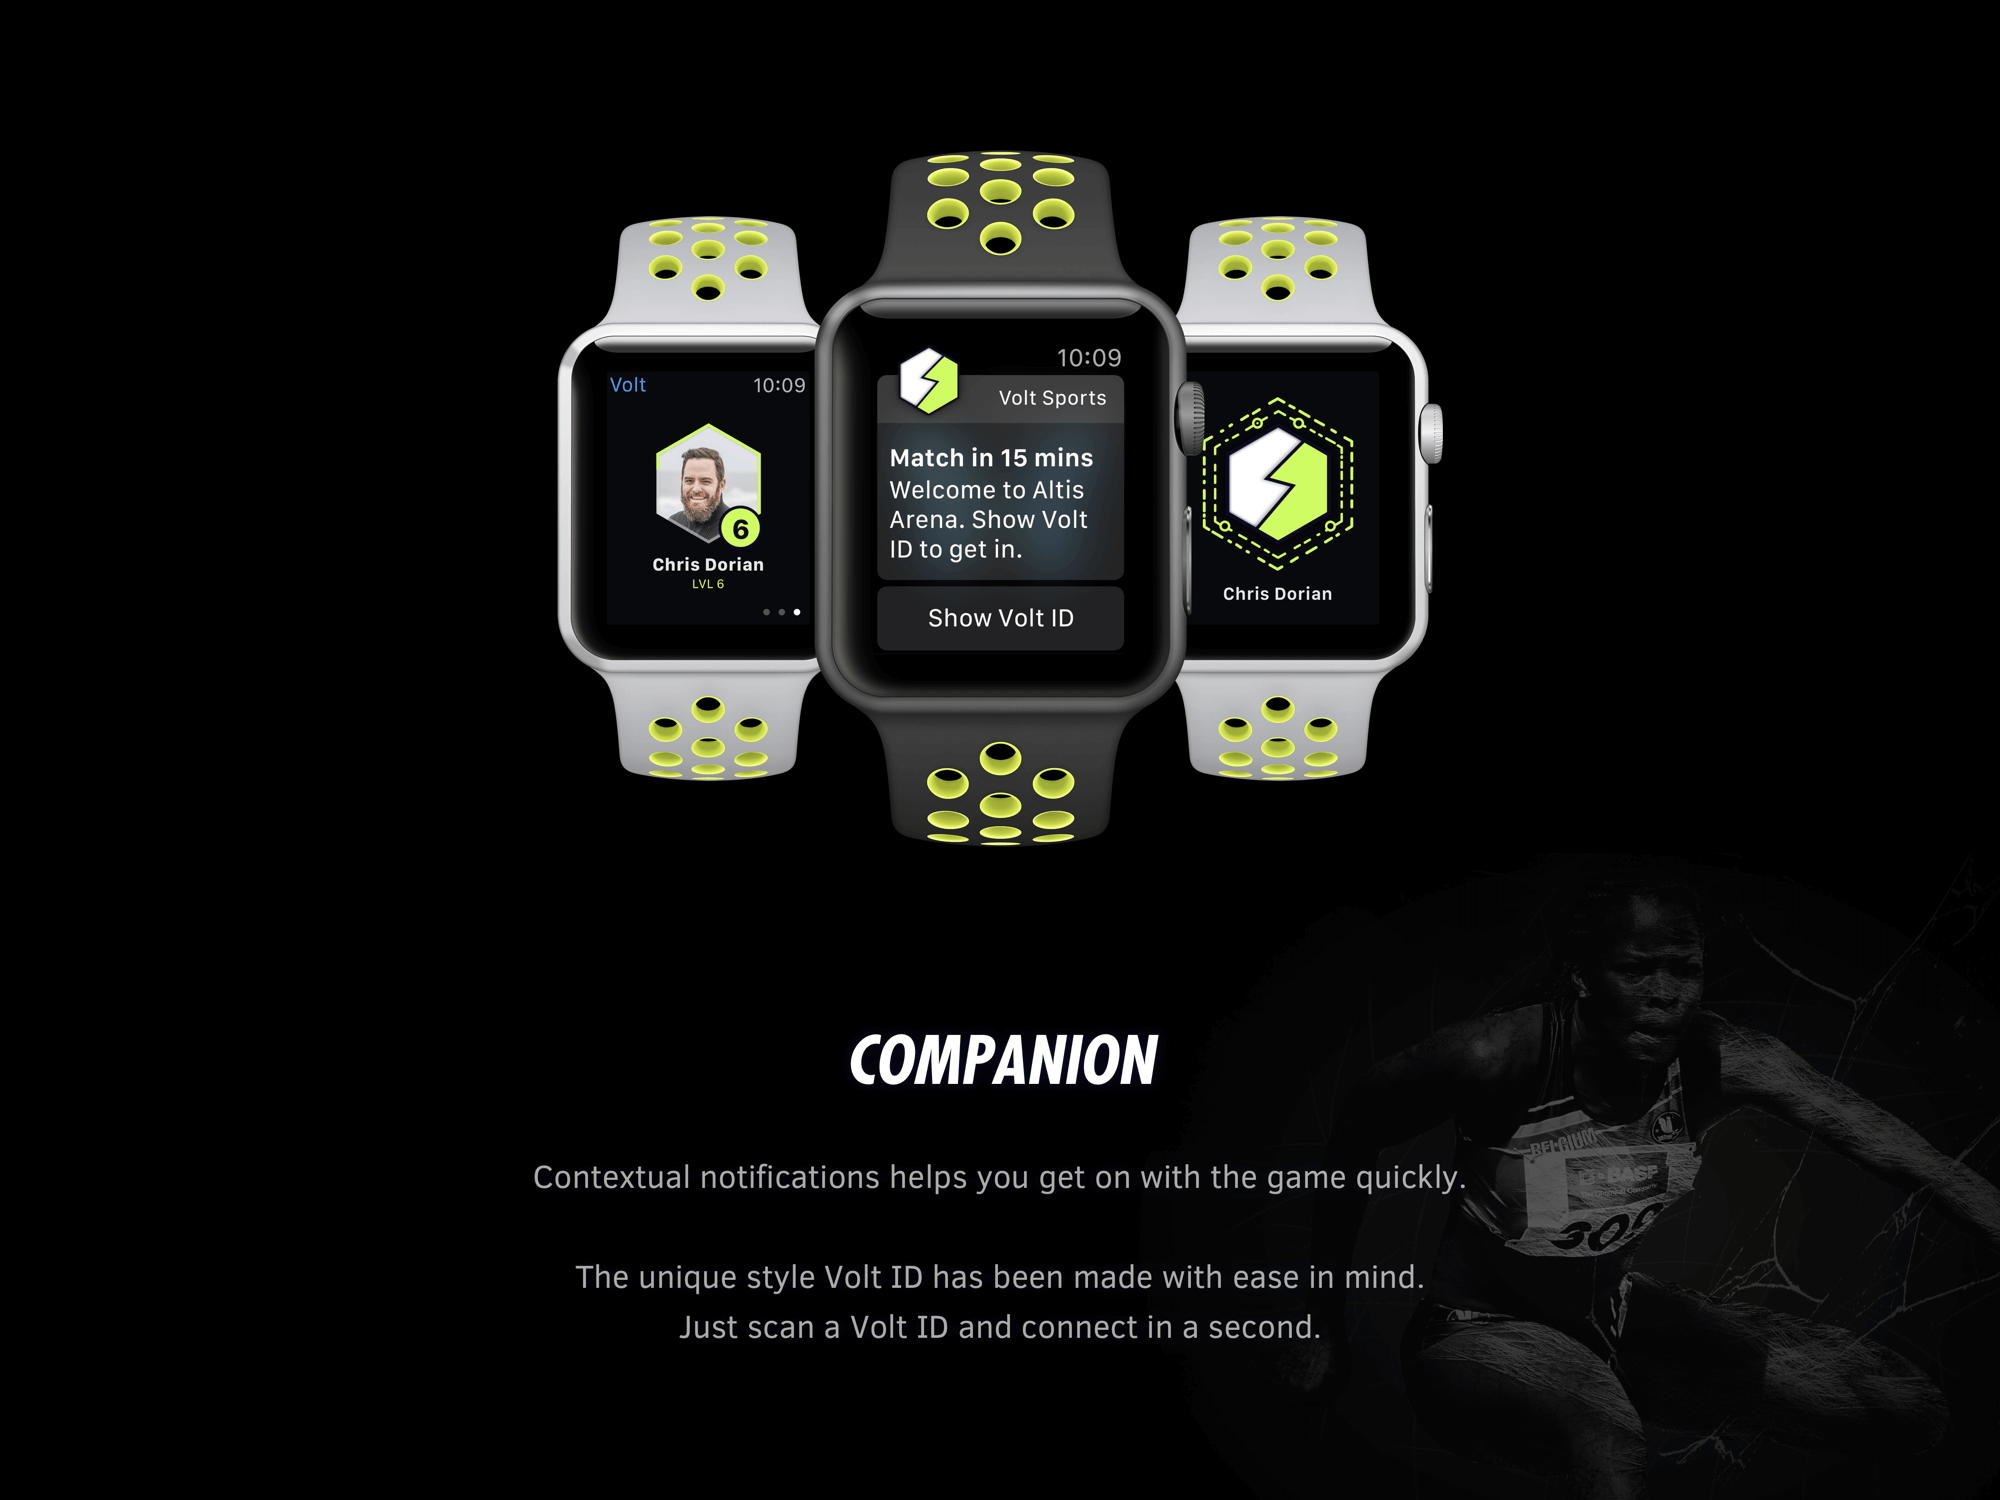 Volt 10:09
6
Chris Dorian
LVL 6
10:09
Volt Sports
Match in 15 mins
Welcome to Altis
Arena. Show Volt
ID to get in.
Show Volt ID
Chris Dorian
COMPANION
Contextual notifications helps you get on with the game quickly.
The unique style Volt ID has been made with ease in mind.
Just scan a Volt ID and connect in a second.
BELGIUM
BASF